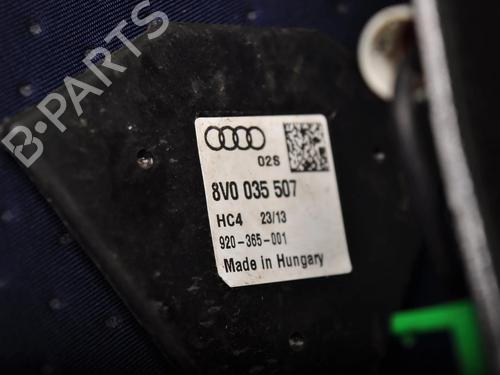 B-PARTS
02S
8V0 035 507
HC4 23/13
920-365-001
Made in Hungary